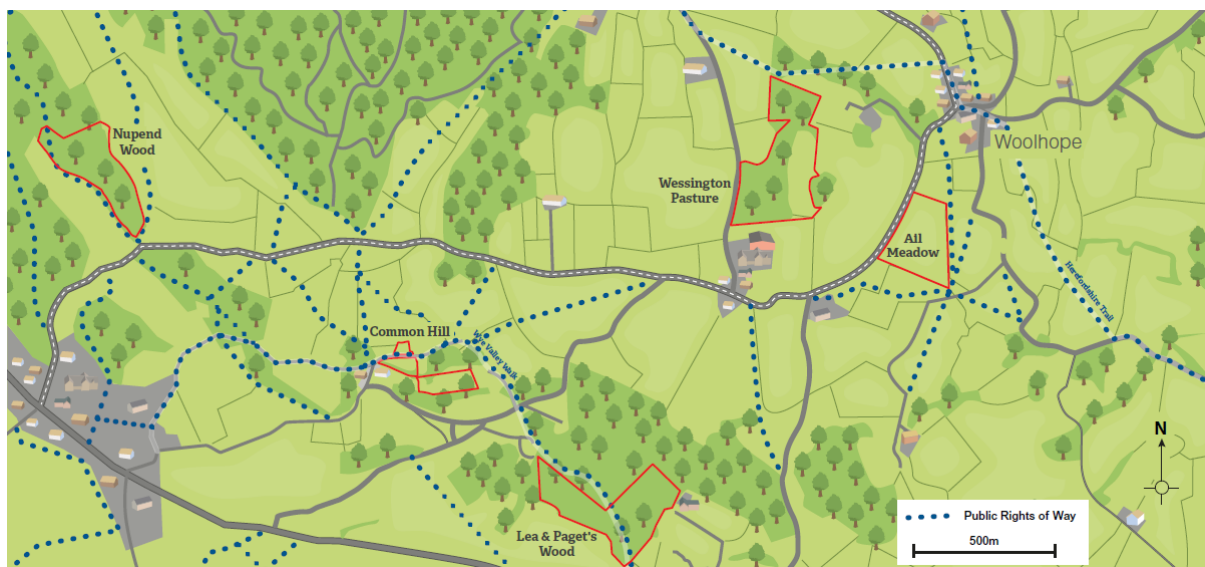 Nupend
Wood
Woolhope
Wessington
Pasture
Ail
Meadow
Herefordshire Trail
Common Hill
Wye Valley Walk
N
Lea & Paget's
Wood
Public Rights of Way
500m